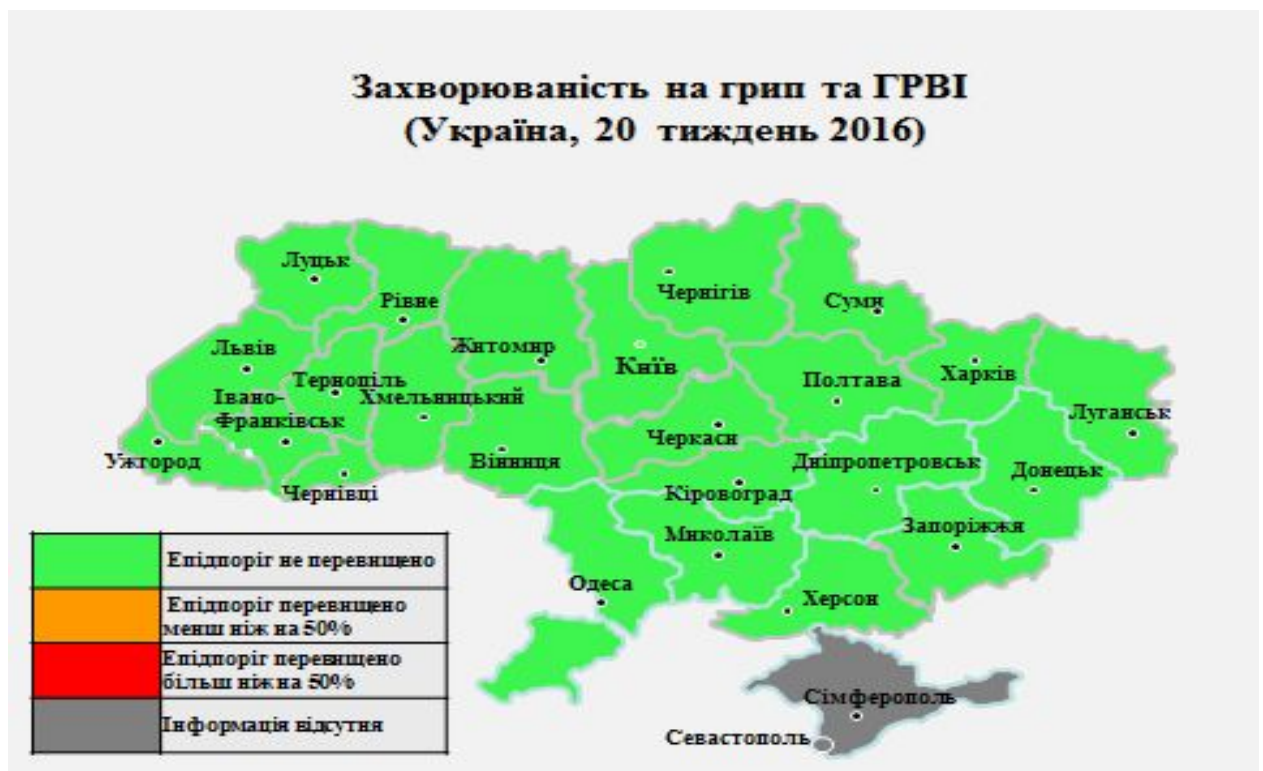 Захворюваність на грип та ГРВІ
(Україна, 20 тиждень 2016)
Луцьк
Рівне
Чернігів
Суми
Львів
Житомир
Київ
Харків
Тернопіль
Полтава
Івано-
Франківськ
Хмельницький
Луганськ
Черкаси
Ужгород
Вінниця
Дніпропетровськ
Донецьк
Чернівці
Кіровоград
Запоріжжя
Миколаїв
Одеса
Херсон
Сімферополь
Севастополь
Епідпоріг не перевищено
Епідпоріг перевищено
менш ніж на 50%
Епідпоріг перевищено
більш ніж на 50%
Інформація відсутня